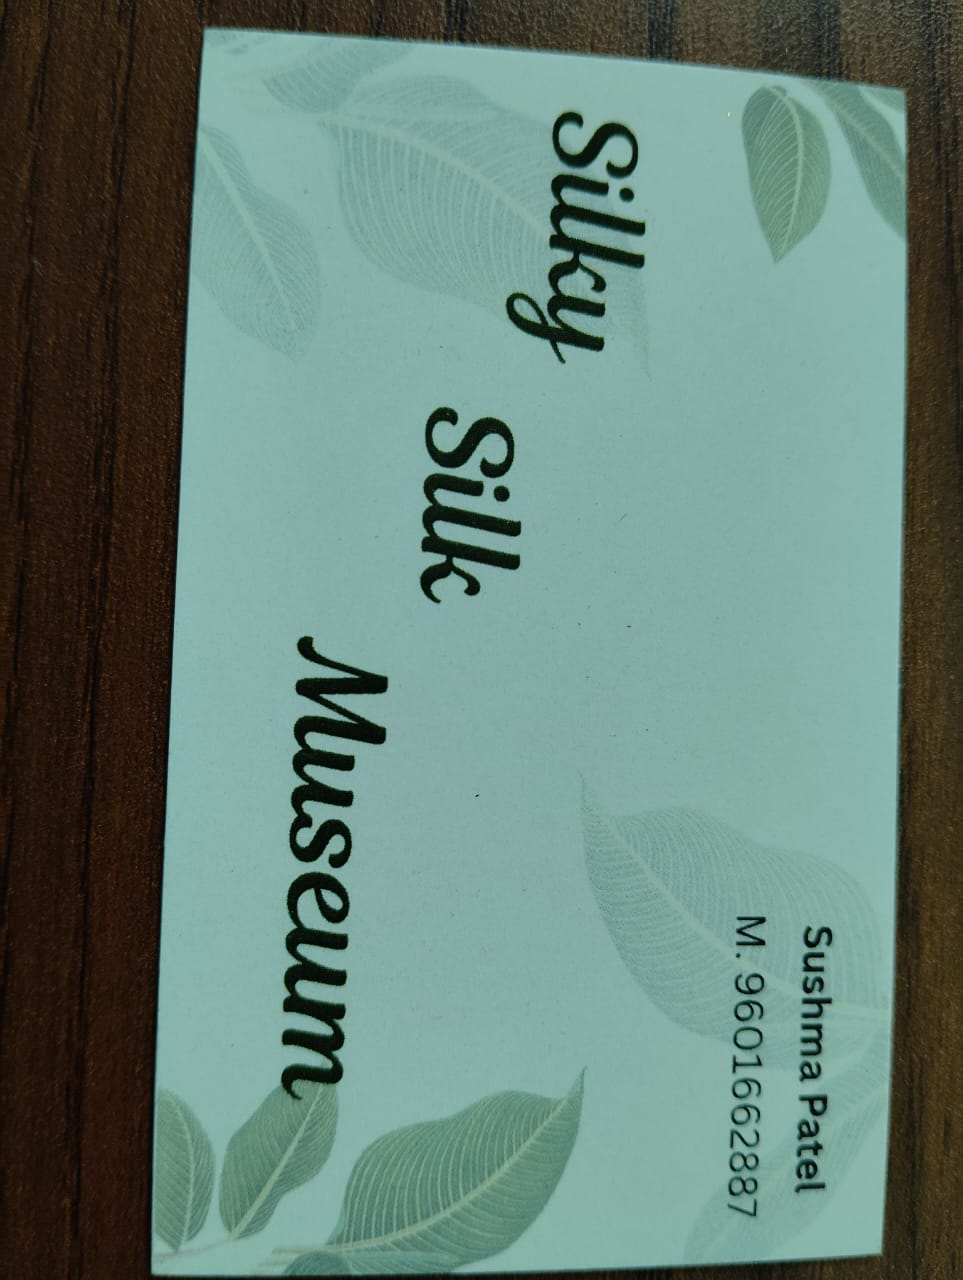 Sushma Patel
M. 9601662887
Silky
Silk
Museum